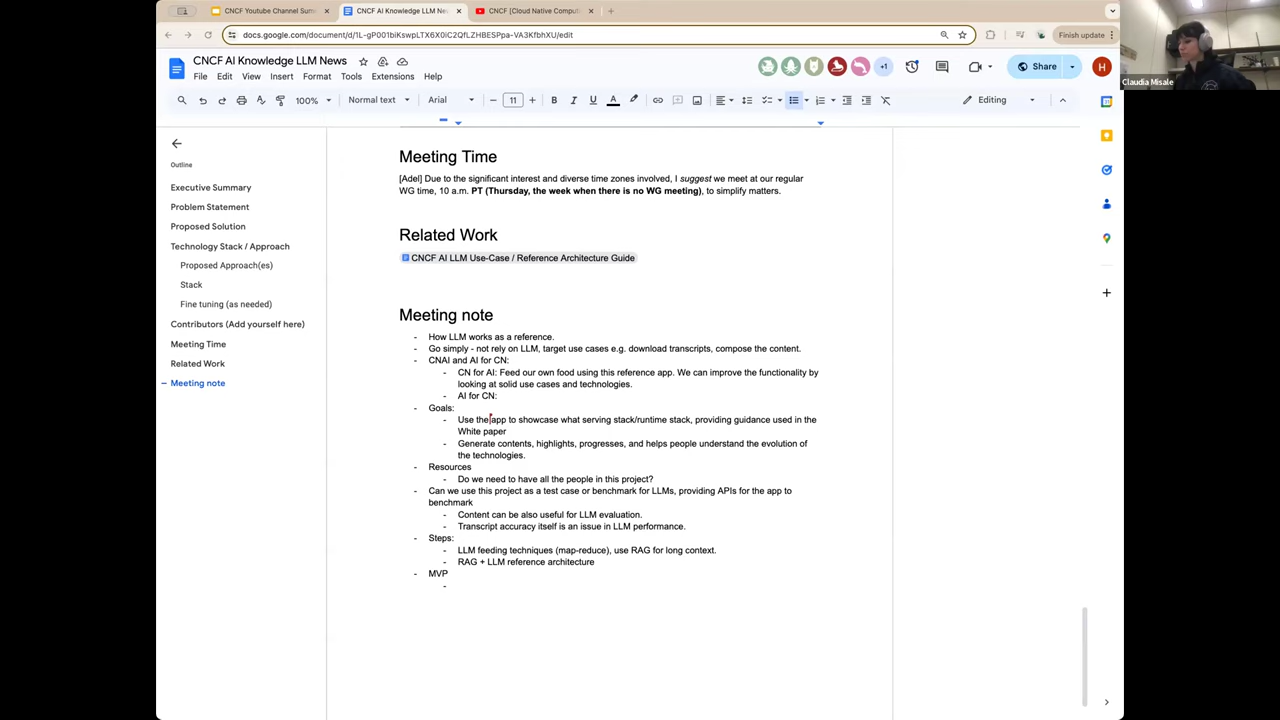 CNCF Youtube Channel Sum
CNCF AI Knowledge LLM Nev
CNCF [Cloud Native Comput
docs.google.com/document/d/1L-gP001biKswpLTX6X0iC2QfLZHBESPpa-VA3KfbhXU/edit
Finish update
CNCF AI Knowledge LLM News
File Edit View Insert Format Tools Extensions Help
+1
Share
H
100% Normal text Arial 11 B I U A Editing
Outline
Executive Summary
Problem Statement
Proposed Solution
Technology Stack / Approach
Proposed Approach(es)
Stack
Fine tuning (as needed)
Contributors (Add yourself here)
Meeting Time
Related Work
Meeting note
Meeting Time
[Adel] Due to the significant interest and diverse time zones involved, I suggest we meet at our regular
WG time, 10 a.m. PT (Thursday, the week when there is no WG meeting), to simplify matters.
Related Work
CNCF AI LLM Use-Case / Reference Architecture Guide
Meeting note
- How LLM works as a reference.
- Go simply - not rely on LLM, target use cases e.g. download transcripts, compose the content.
- CNAI and AI for CN:
- CN for AI: Feed our own food using this reference app. We can improve the functionality by
looking at solid use cases and technologies.
- AI for CN:
- Goals:
- Use the app to showcase what serving stack/runtime stack, providing guidance used in the
White paper
- Generate contents, highlights, progresses, and helps people understand the evolution of
the technologies.
- Resources
- Do we need to have all the people in this project?
- Can we use this project as a test case or benchmark for LLMs, providing APIs for the app to
benchmark
- Content can be also useful for LLM evaluation.
- Transcript accuracy itself is an issue in LLM performance.
- Steps:
- LLM feeding techniques (map-reduce), use RAG for long context.
- RAG + LLM reference architecture
- MVP
-
Claudia Misale